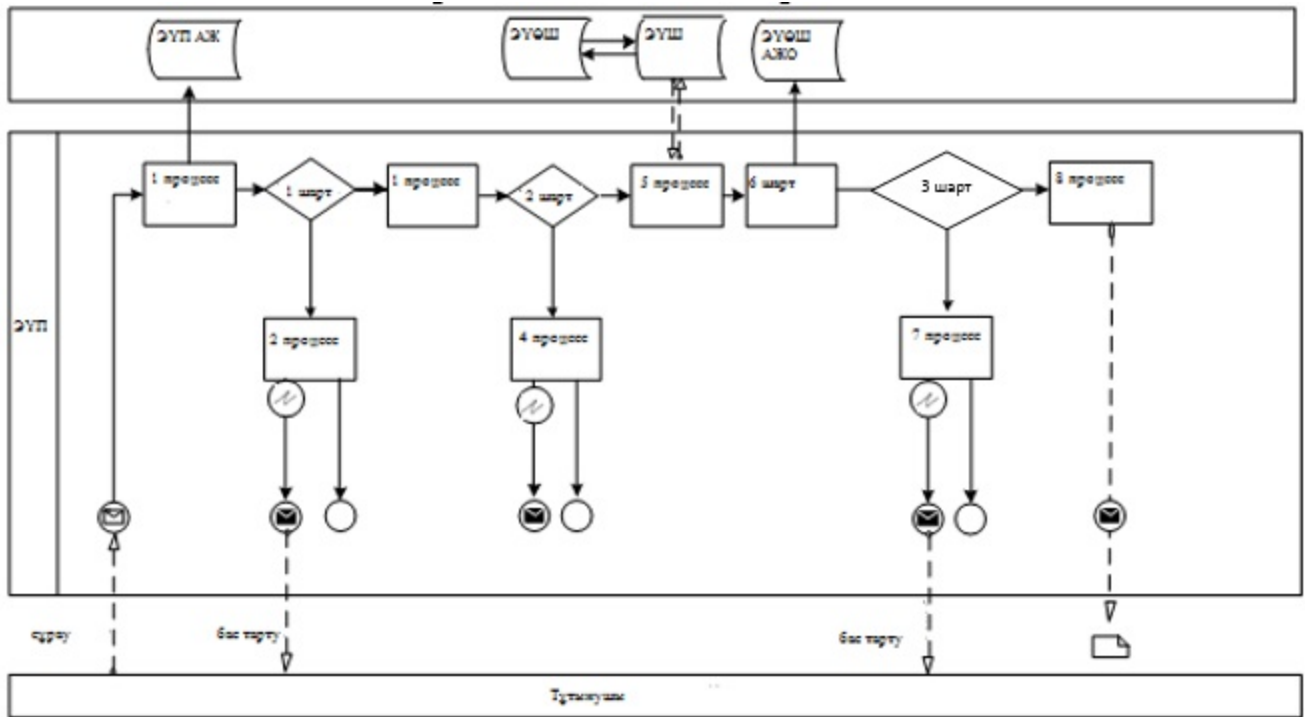 ЭҮП АЖ
ЭҮӨШ
ЭҮШ
ЭҮӨШ
АЖО
1 процесс
1 шарт
1 процесс
2 шарт
5 процесс
6 шарт
3 шарт
8 процесс
ЭҮП
2 процесс
4 процесс
7 процесс
сұрау
бас тарту
бас тарту
Тұтынушы